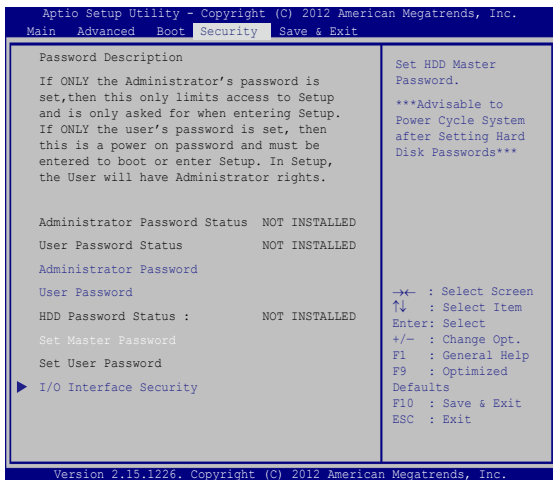 Aptio Setup Utility - Copyright (C) 2012 American Megatrends, Inc.
Main Advanced Boot Security Save & Exit
Password Description
If ONLY the Administrator's password is
set,then this only limits access to Setup
and is only asked for when entering Setup.
If ONLY the user's password is set, then
this is a power on password and must be
entered to boot or enter Setup. In Setup,
the User will have Administrator rights.
Administrator Password Status NOT INSTALLED
User Password Status NOT INSTALLED
Administrator Password
User Password
HDD Password Status : NOT INSTALLED
Set Master Password
Set User Password
I/O Interface Security
Set HDD Master
Password.
***Advisable to
Power Cycle System
after Setting Hard
Disk Passwords***
→← : Select Screen
↑↓ : Select Item
Enter: Select
+/— : Change Opt.
F1 : General Help
F9 : Optimized
Defaults
F10 : Save & Exit
ESC : Exit
Version 2.15.1226. Copyright (C) 2012 American Megatrends, Inc.